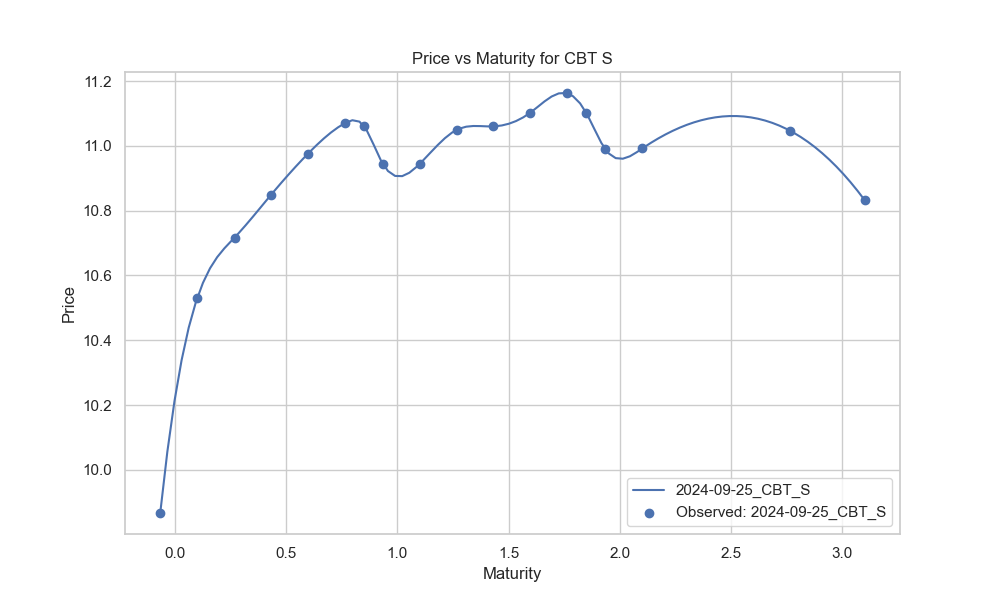 Price vs Maturity for CBT S
11.2
11.0
10.8
10.6
10.4
10.2
10.0
Price
0.0 0.5 1.0 1.5 2.0 2.5 3.0
Maturity
2024-09-25_CBT_S
Observed: 2024-09-25_CBT_S